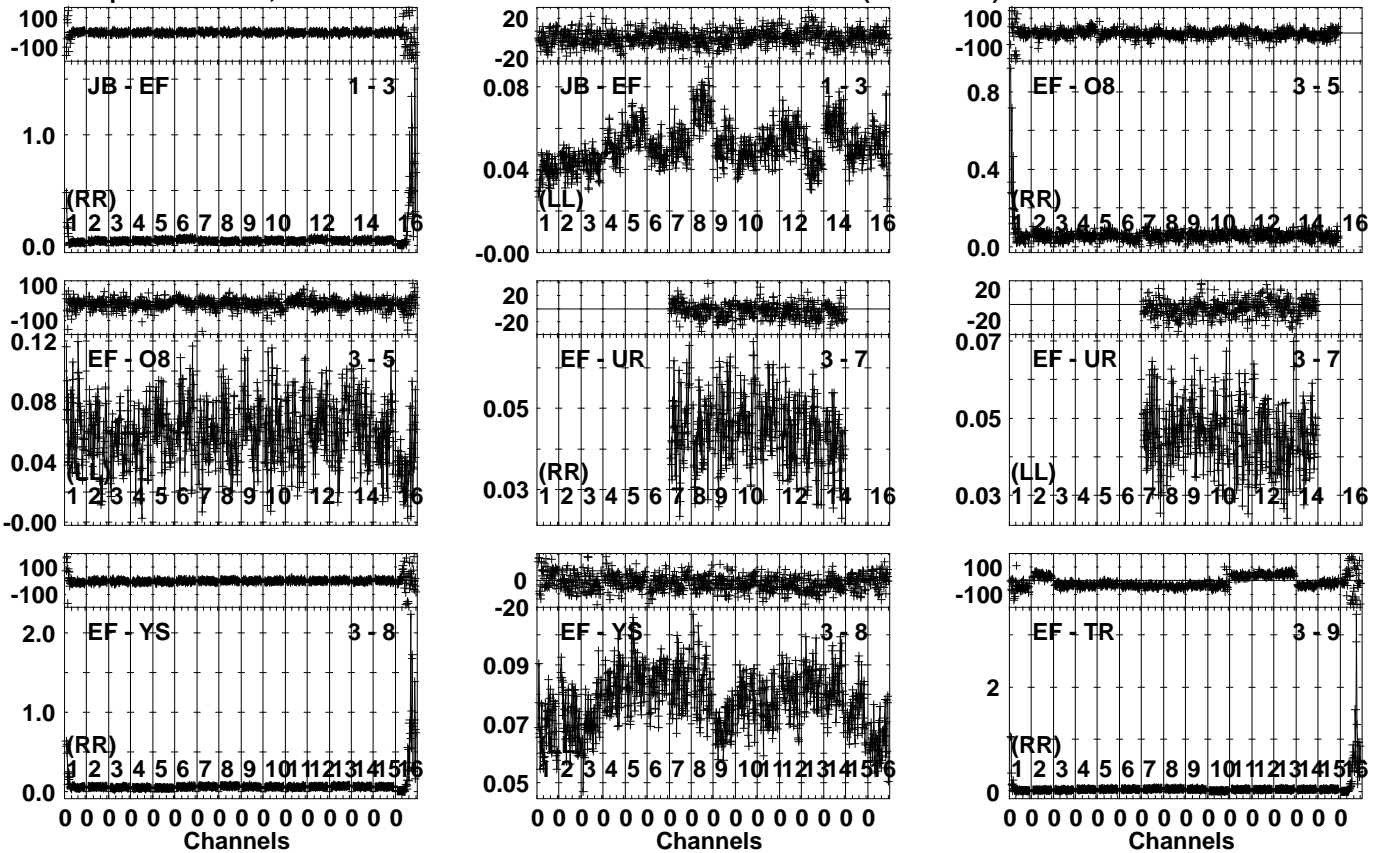 100
-100
JB - EF 1 - 3
1.0
(RR)
1 2 3 4 5 6 7 8 9 10 12 14 16
0.0
20
-20
0.08
JB - EF 1 - 3
0.04
(LL)
1 2 3 4 5 6 7 8 9 10 12 14 16
-0.00
100
-100
0.8
EF - O8 3 - 5
0.4
(RR)
1 2 3 4 5 6 7 8 9 10 12 14 16
0.0
100
-100
0.12
EF - O8 3 - 5
0.08
0.04
(LL)
1 2 3 4 5 6 7 8 9 10 12 14 16
-0.00
20
-20
EF - UR 3 - 7
0.05
(RR)
0.03
1 2 3 4 5 6 7 8 10 12 14 16
20
-20
0.07
EF - UR 3 - 7
0.05
(LL)
0.03
1 2 3 4 5 6 7 8 9 10 12 14 16
100
-100
2.0
EF - YS 3 - 8
1.0
(RR)
1 2 3 4 5 6 7 8 9 10 11 12 13 14 15 16
0.0
0
-20
EF - YS 3 - 8
0.09
0.07
(LL)
1 2 3 4 5 6 7 8 9 10 11 12 13 14 15 16
0.05
100
-100
EF - TR 3 - 9
2
(RR)
1 2 3 4 5 6 7 8 9 10 11 12 13 15 16
0
0 0 0 0 0 0 0 0 0 0 0 0 0 0 0 0
Channels
0 0 0 0 0 0 0 0 0 0 0 0 0 0 0 0
Channels
0 0 0 0 0 0 0 0 0 0 0 0 0 0 0 0
Channels